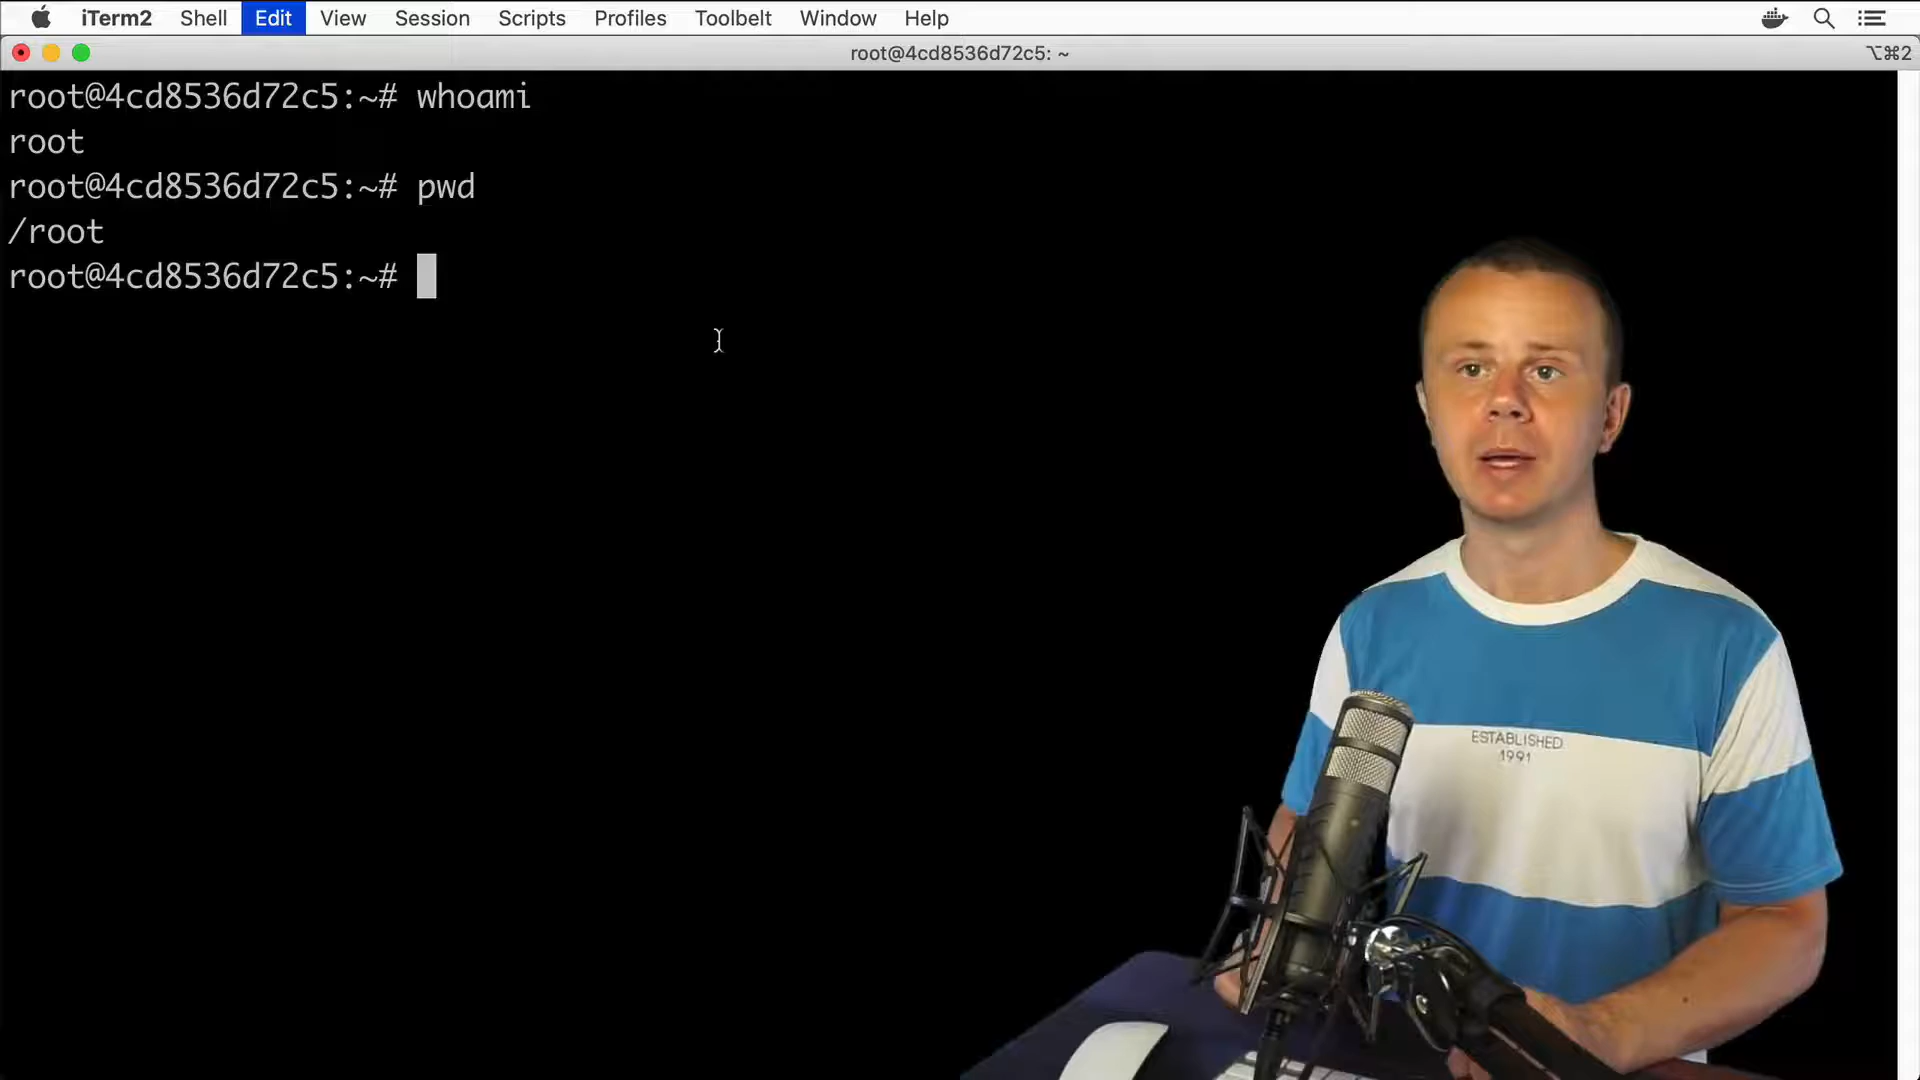 iTerm2 Shell Edit View Session Scripts Profiles Toolbelt Window Help
root@4cd8536d72c5: ~ ⌥⌘2
root@4cd8536d72c5:~# whoami
root
root@4cd8536d72c5:~# pwd
/root
root@4cd8536d72c5:~#
ESTABLISHED
1991